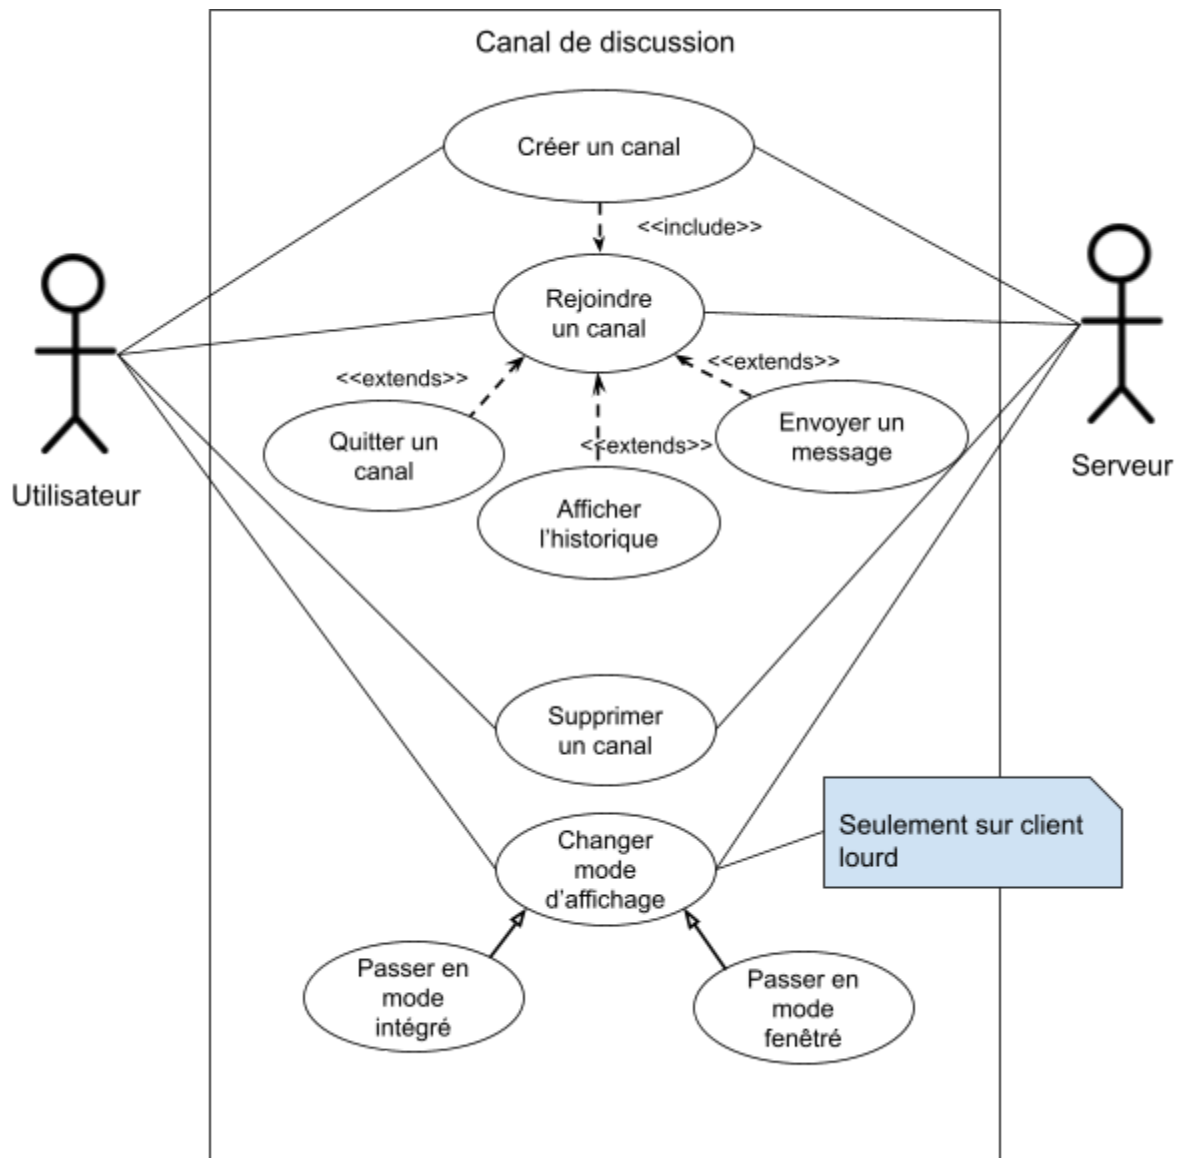 Canal de discussion
Créer un canal
<<include>>
Rejoindre
un canal
<<extends>>
<<extends>>
Quitter un
canal
<<extends>>
Envoyer un
message
Afficher
l'historique
Utilisateur
Serveur
Supprimer
un canal
Changer
mode
d'affichage
Seulement sur client
lourd
Passer en
mode
intégré
Passer en
mode
fenêtré